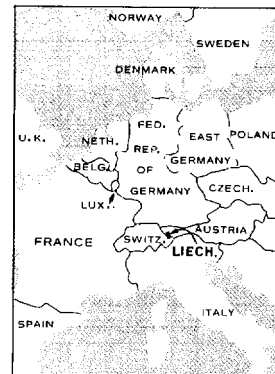 NORWAY
SWEDEN
DENMARK
U.K.
NETH.
FED.
REP.
OF
GERMANY
EAST
GERMANY
POLAND
BELG.
LUX.
CZECH.
FRANCE
SWITZ.
AUSTRIA
LIECH.
ITALY
SPAIN